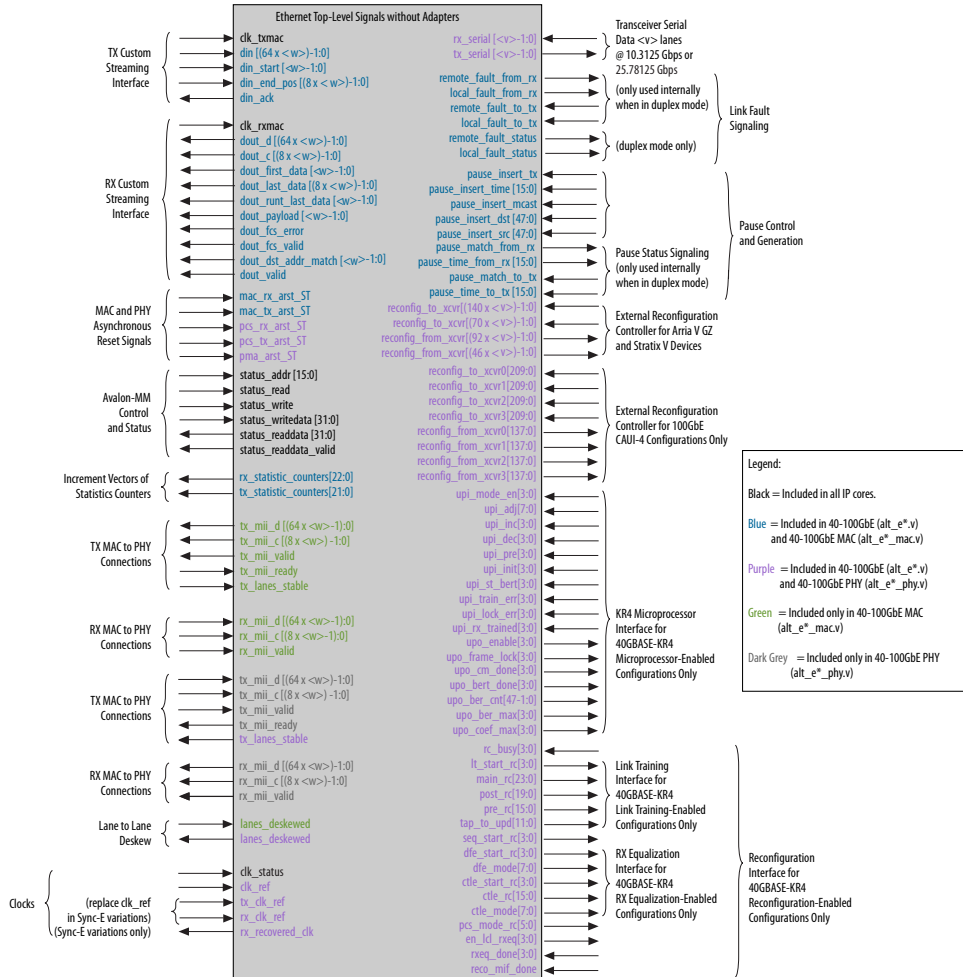 Ethernet Top-Level Signals without Adapters
TX Custom
Streaming
Interface
clk_txmac
din [(64 x <w>)-1:0]
din_start [<w>-1:0]
din_end_pos [(8 x <w>)-1:0]
din_ack
RX Custom
Streaming
Interface
clk_rxmac
dout_d [(64 x <w>)-1:0]
dout_c [(8 x <w>)-1:0]
dout_first_data [<w>-1:0]
dout_last_data [(8 x <w>)-1:0]
dout_runt_last_data [<w>-1:0]
dout_payload [<w>-1:0]
dout_fcs_error
dout_fcs_valid
dout_dst_addr_match [<w>-1:0]
dout_valid
MAC and PHY
Asynchronous
Reset Signals
mac_rx_arst_ST
mac_tx_arst_ST
pcs_rx_arst_ST
pcs_tx_arst_ST
pma_arst_ST
Avalon-MM
Control
and Status
status_addr [15:0]
status_read
status_write
status_writedata [31:0]
status_readdata [31:0]
status_readdata_valid
Increment Vectors of
Statistics Counters
rx_statistic_counters[22:0]
tx_statistic_counters[21:0]
TX MAC to PHY
Connections
tx_mii_d [(64 x <w>-1):0]
tx_mii_c [(8 x <w>) -1:0]
tx_mii_valid
tx_mii_ready
tx_lanes_stable
RX MAC to PHY
Connections
rx_mii_d [(64 x <w>-1):0]
rx_mii_c [(8 x <w>-1):0]
rx_mii_valid
TX MAC to PHY
Connections
tx_mii_d [(64 x <w>)-1:0]
tx_mii_c [(8 x <w>) -1:0]
tx_mii_valid
tx_mii_ready
tx_lanes_stable
RX MAC to PHY
Connections
rx_mii_d [(64 x <w>)-1:0]
rx_mii_c [(8 x <w>)-1:0]
rx_mii_valid
Lane to Lane
Deskew
lanes_deskewed
lanes_deskewed
Clocks
(replace clk_ref
in Sync-E variations)
(Sync-E variations only)
clk_status
clk_ref
tx_clk_ref
rx_clk_ref
rx_recovered_clk
rx_serial [<v>-1:0]
tx_serial [<v>-1:0]
Transceiver Serial
Data <v> lanes
@ 10.3125 Gbps or
25.78125 Gbps
remote_fault_from_rx
local_fault_from_rx
remote_fault_to_tx
local_fault_to_tx
remote_fault_status
local_fault_status
(only used internally
when in duplex mode)
(duplex mode only)
Link Fault
Signaling
pause_insert_tx
pause_insert_time [15:0]
pause_insert_mcast
pause_insert_dst [47:0]
pause_insert_src [47:0]
pause_match_from_rx
pause_time_from_rx [15:0]
pause_match_to_tx
pause_time_to_tx [15:0]
Pause Status Signaling
(only used internally
when in duplex mode)
Pause Control
and Generation
reconfig_to_xcvr[(140 x <v>)-1:0]
reconfig_to_xcvr[(70 x <v>)-1:0]
reconfig_from_xcvr[(92 x <v>)-1:0]
reconfig_from_xcvr[(46 x <v>)-1:0]
External Reconfiguration
Controller for Arria V GZ
and Stratix V Devices
reconfig_to_xcvr0[209:0]
reconfig_to_xcvr1[209:0]
reconfig_to_xcvr2[209:0]
reconfig_to_xcvr3[209:0]
reconfig_from_xcvr0[137:0]
reconfig_from_xcvr1[137:0]
reconfig_from_xcvr2[137:0]
reconfig_from_xcvr3[137:0]
External Reconfiguration
Controller for 100GbE
CAUI-4 Configurations Only
upi_mode_en[3:0]
upi_adj[7:0]
upi_inc[3:0]
upi_dec[3:0]
upi_pre[3:0]
upi_init[3:0]
upi_st_bert[3:0]
upi_train_err[3:0]
upi_lock_err[3:0]
upi_rx_trained[3:0]
upo_enable[3:0]
upo_frame_lock[3:0]
upo_cm_done[3:0]
upo_bert_done[3:0]
upo_ber_cnt[47-1:0]
upo_ber_max[3:0]
upo_coef_max[3:0]
KR4 Microprocessor
Interface for
40GBASE-KR4
Microprocessor-Enabled
Configurations Only
rc_busy[3:0]
lt_start_rc[3:0]
main_rc[23:0]
post_rc[19:0]
pre_rc[15:0]
tap_to_upd[11:0]
seq_start_rc[3:0]
dfe_start_rc[3:0]
dfe_mode[7:0]
ctle_start_rc[3:0]
ctle_rc[15:0]
ctle_mode[7:0]
pcs_mode_rc[5:0]
en_lcl_rxeq[3:0]
rxeq_done[3:0]
reco_mif_done
Link Training
Interface for
40GBASE-KR4
Link Training-Enabled
Configurations Only
RX Equalization
Interface for
40GBASE-KR4
RX Equalization-Enabled
Configurations Only
Reconfiguration
Interface for
40GBASE-KR4
Reconfiguration-Enabled
Configurations Only
Legend:
Black = Included in all IP cores.
Blue = Included in 40-100GbE (alt_e*.v)
and 40-100GbE MAC (alt_e*_mac.v)
Purple = Included in 40-100GbE (alt_e*.v)
and 40-100GbE PHY (alt_e*_phy.v)
Green = Included only in 40-100GbE MAC
(alt_e*_mac.v)
Dark Grey = Included only in 40-100GbE PHY
(alt_e*_phy.v)